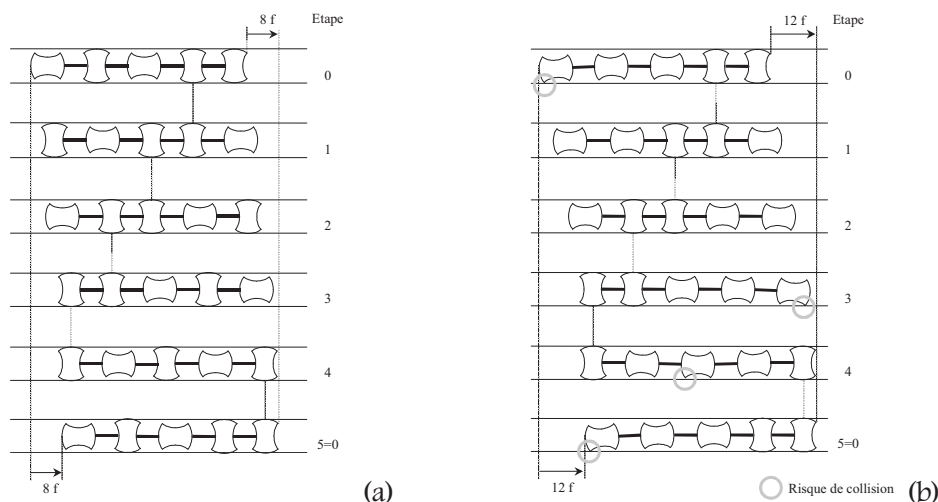 8 f
Etape
0
1
2
3
4
5=0
8 f
(a)
12 f
Etape
0
1
2
3
4
5=0
12 f
Risque de collision
(b)